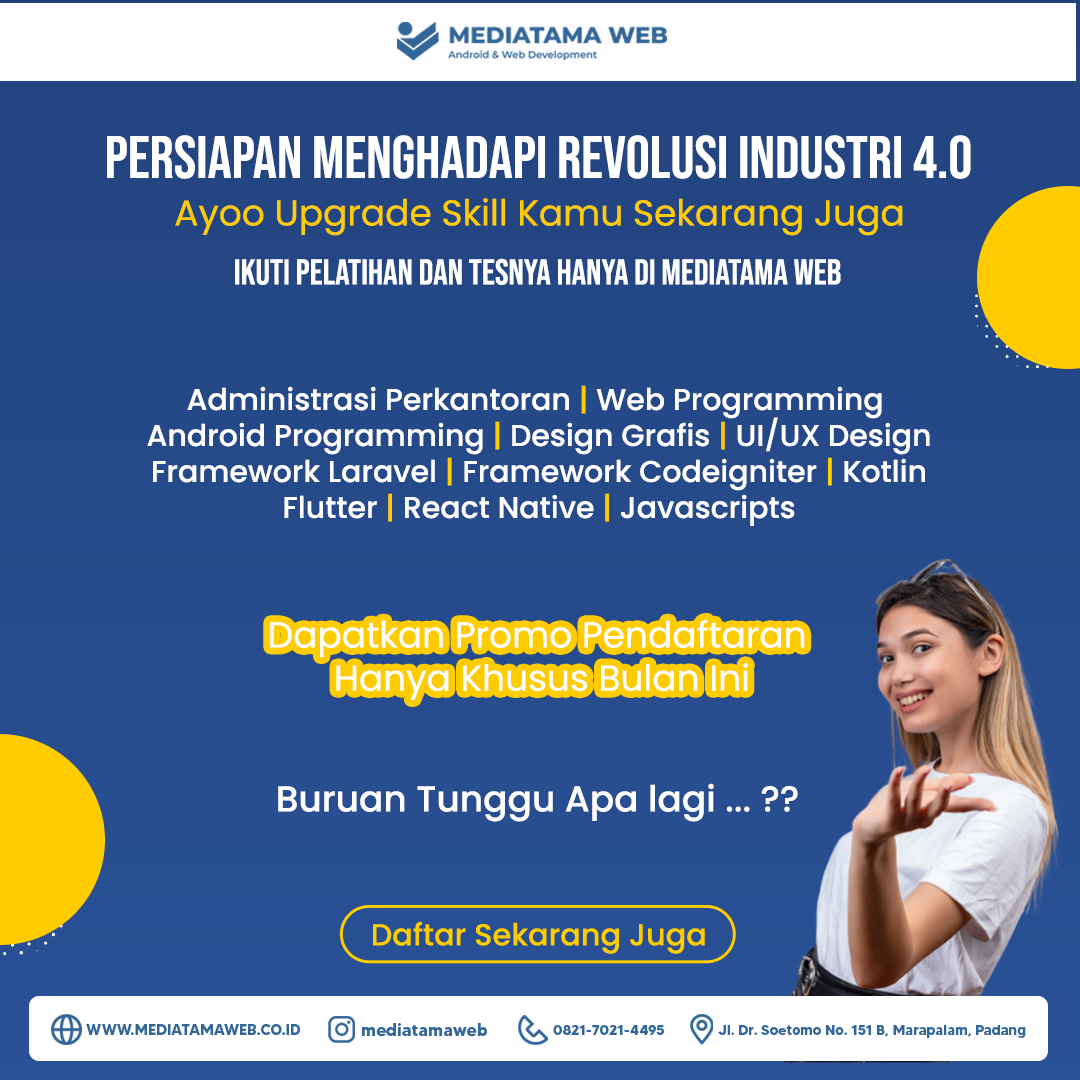 MEDIATAMA WEB
Android & Web Development
PERSIAPAN MENGHADAPI REVOLUSI INDUSTRI 4.0
Ayoo Upgrade Skill Kamu Sekarang Juga
IKUTI PELATIHAN DAN TESNYA HANYA DI MEDIATAMA WEB
Administrasi Perkantoran | Web Programming
Android Programming | Design Grafis | UI/UX Design
Framework Laravel | Framework Codeigniter | Kotlin
Flutter | React Native | Javascripts
Dapatkan Promo Pendaftaran
Hanya Khusus Bulan Ini
Buruan Tunggu Apa lagi ... ??
Daftar Sekarang Juga
WWW.MEDIATAMAWEB.CO.ID mediatamaweb 0821-7021-4495 Jl. Dr. Soetomo No. 151 B, Marapalam, Padang